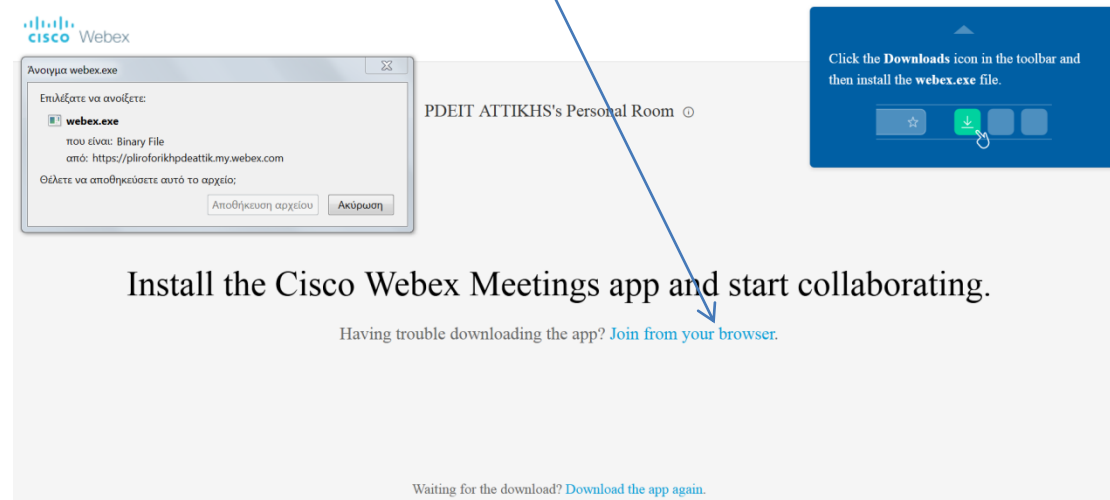 CISCO Webex
Άνοιγμα webex.exe
Επιλέξατε να ανοίξετε:
webex.exe
που είναι: Binary File
από: https://pliroforikhpdeattik.my.webex.com
Θέλετε να αποθηκεύσετε αυτό το αρχείο;
Αποθήκευση αρχείου Ακύρωση
PDEIT ATTIKHS's Personal Room
Click the Downloads icon in the toolbar and
then install the webex.exe file.
Install the Cisco Webex Meetings app and start collaborating.
Having trouble downloading the app? Join from your browser.
Waiting for the download? Download the app again.